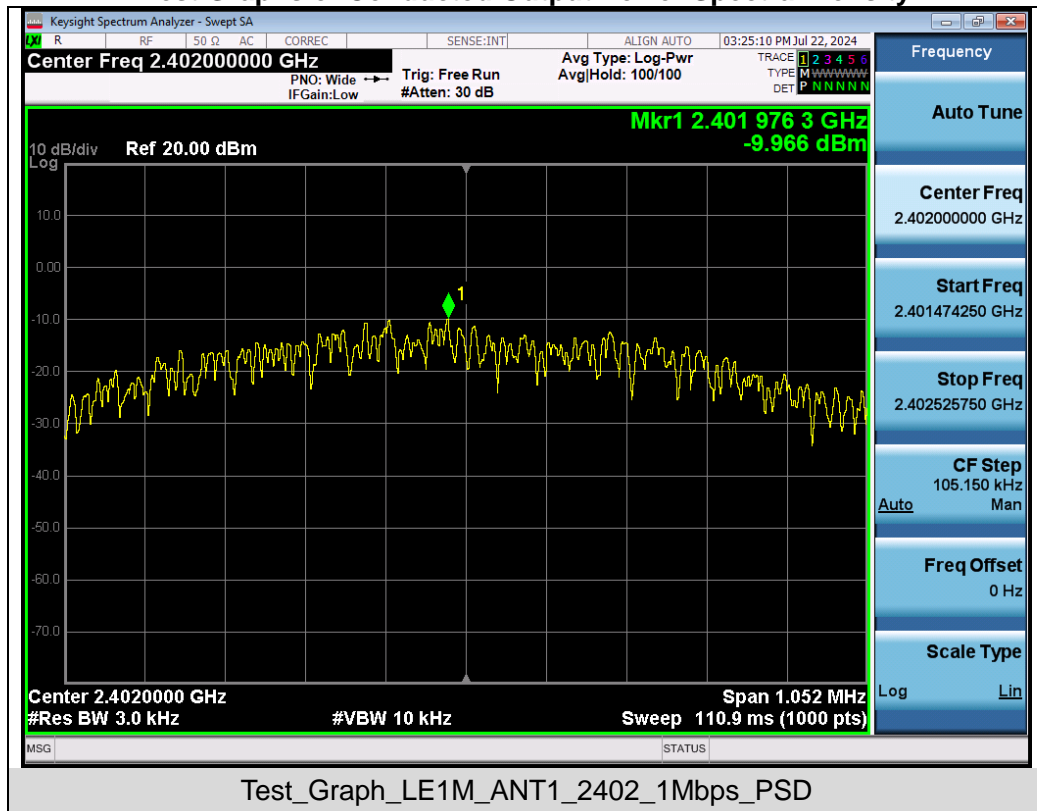 Keysight Spectrum Analyzer - Swept SA
LXI R RF 50 Ω AC CORREC SENSE:INT ALIGN AUTO 03:25:10 PM Jul 22, 2024
Center Freq 2.402000000 GHz
PNO: Wide
IFGain:Low
Trig: Free Run
#Atten: 30 dB
Avg Type: Log-Pwr
Avg|Hold: 100/100
TRACE 1 2 3 4 5 6
TYPE M W W W W W
DET P N N N N N
Mkr1 2.401 976 3 GHz
-9.966 dBm
10 dB/div Ref 20.00 dBm
Log
10.0
0.00
-10.0
-20.0
-30.0
-40.0
-50.0
-60.0
-70.0
1
Center 2.4020000 GHz Span 1.052 MHz
#Res BW 3.0 kHz #VBW 10 kHz Sweep 110.9 ms (1000 pts)
MSG STATUS
Frequency
Auto Tune
Center Freq
2.402000000 GHz
Start Freq
2.401474250 GHz
Stop Freq
2.402525750 GHz
CF Step
105.150 kHz
Auto Man
Freq Offset
0 Hz
Scale Type
Log Lin
Test_Graph_LE1M_ANT1_2402_1Mbps_PSD